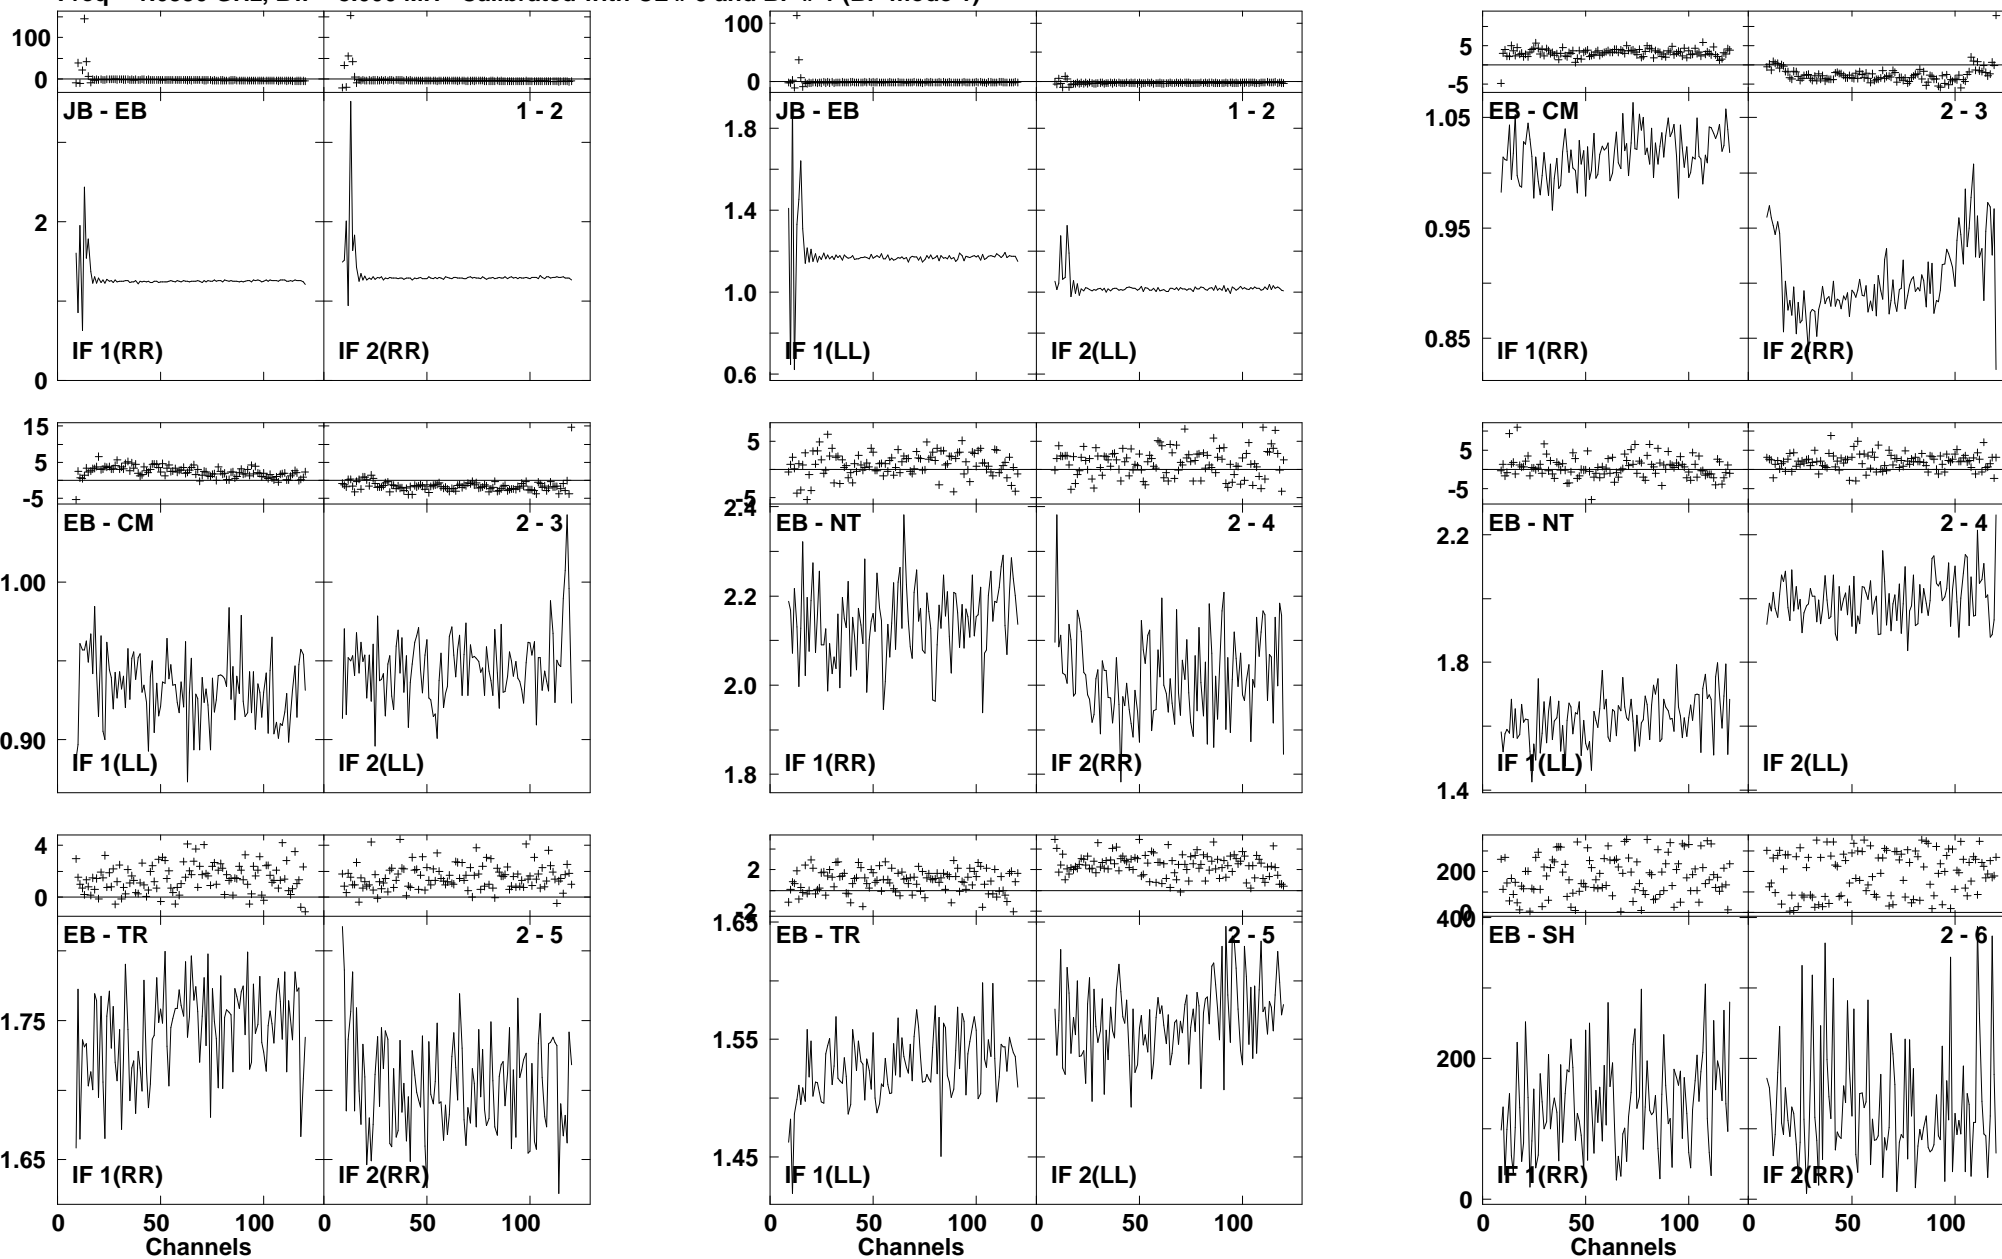 100
0
JB - EB
1 - 2
2
0
IF 1(RR)
IF 2(RR)
100
0
JB - EB
1 - 2
1.8
1.4
1.0
0.6
IF 1(LL)
IF 2(LL)
5
-5
EB - CM
2 - 3
1.05
0.95
0.85
IF 1(RR)
IF 2(RR)
15
5
-5
EB - CM
2 - 3
1.00
0.90
IF 1(LL)
IF 2(LL)
5
-5
2.4
EB - NT
2 - 4
2.2
2.0
1.8
IF 1(RR)
IF 2(RR)
5
-5
EB - NT
2 - 4
2.2
1.8
1.4
IF 1(LL)
IF 2(LL)
4
0
EB - TR
2 - 5
1.75
1.65
IF 1(RR)
IF 2(RR)
0 50 100 0 50 100
Channels
2
-2
1.65
EB - TR
2 - 5
1.55
1.45
IF 1(LL)
IF 2(LL)
0 50 100 0 50 100
Channels
200
0
400
EB - SH
2 - 6
200
0
IF 1(RR)
IF 2(RR)
0 50 100 0 50 100
Channels